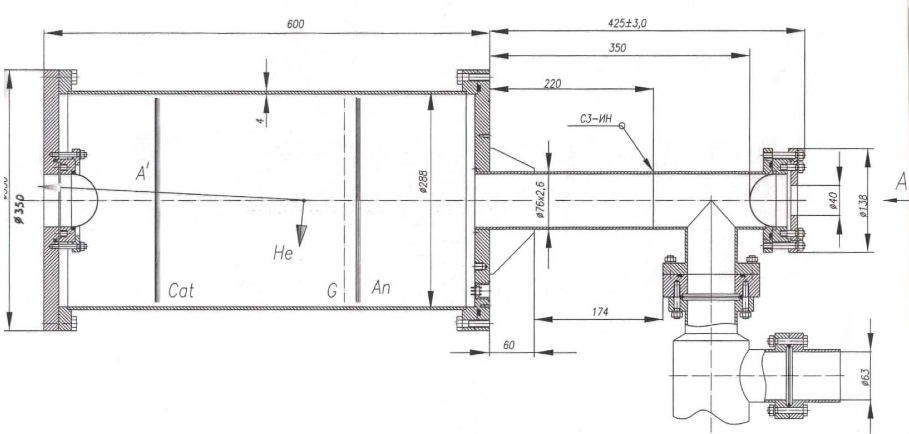 600
425±3,0
350
220
4
С3-ИН
A'
Ø288
Ø76x2,6
Ø40
Ø138
A
Ø350
He
Cat
G
An
174
60
Ø63